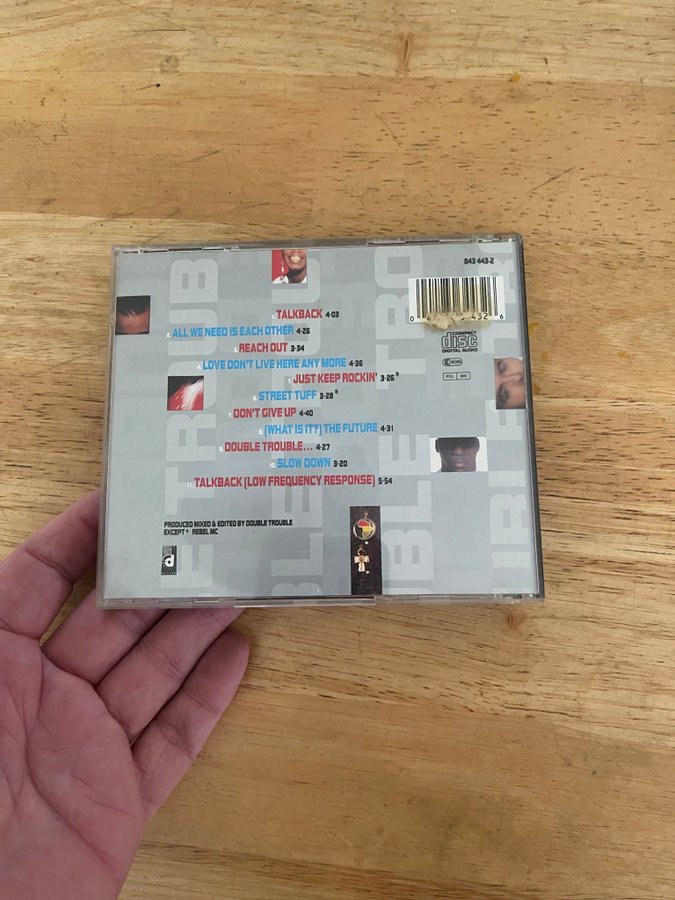 843 443-2
1. TALKBACK 4·03
2. ALL WE NEED IS EACH OTHER 4·26
3. REACH OUT 3·34
4. LOVE DON'T LIVE HERE ANY MORE 4·36
5. JUST KEEP ROCKIN' 3·26*
6. STREET TUFF 3·28*
7. DON'T GIVE UP 4·40
8. (WHAT IS IT?) THE FUTURE 4·31
9. DOUBLE TROUBLE... 4·27
10. SLOW DOWN 3·20
11. TALKBACK (LOW FREQUENCY RESPONSE) 5·54
COMPACT
disc
DIGITAL AUDIO
PRODUCED MIXED & EDITED BY DOUBLE TROUBLE
EXCEPT * REBEL MC